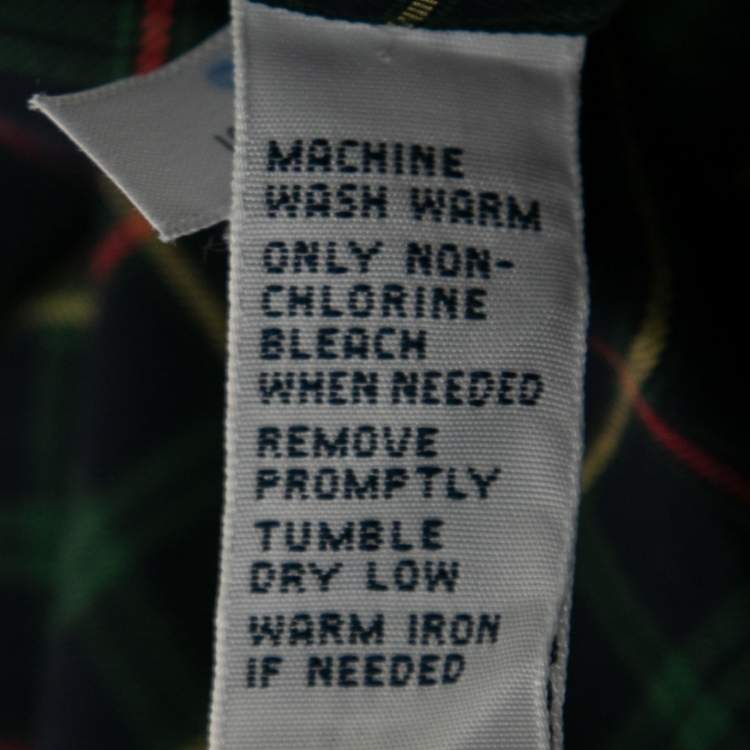 MACHINE
WASH WARM
ONLY NON-
CHLORINE
BLEACH
WHEN NEEDED
REMOVE
PROMPTLY
TUMBLE
DRY LOW
WARM IRON
IF NEEDED